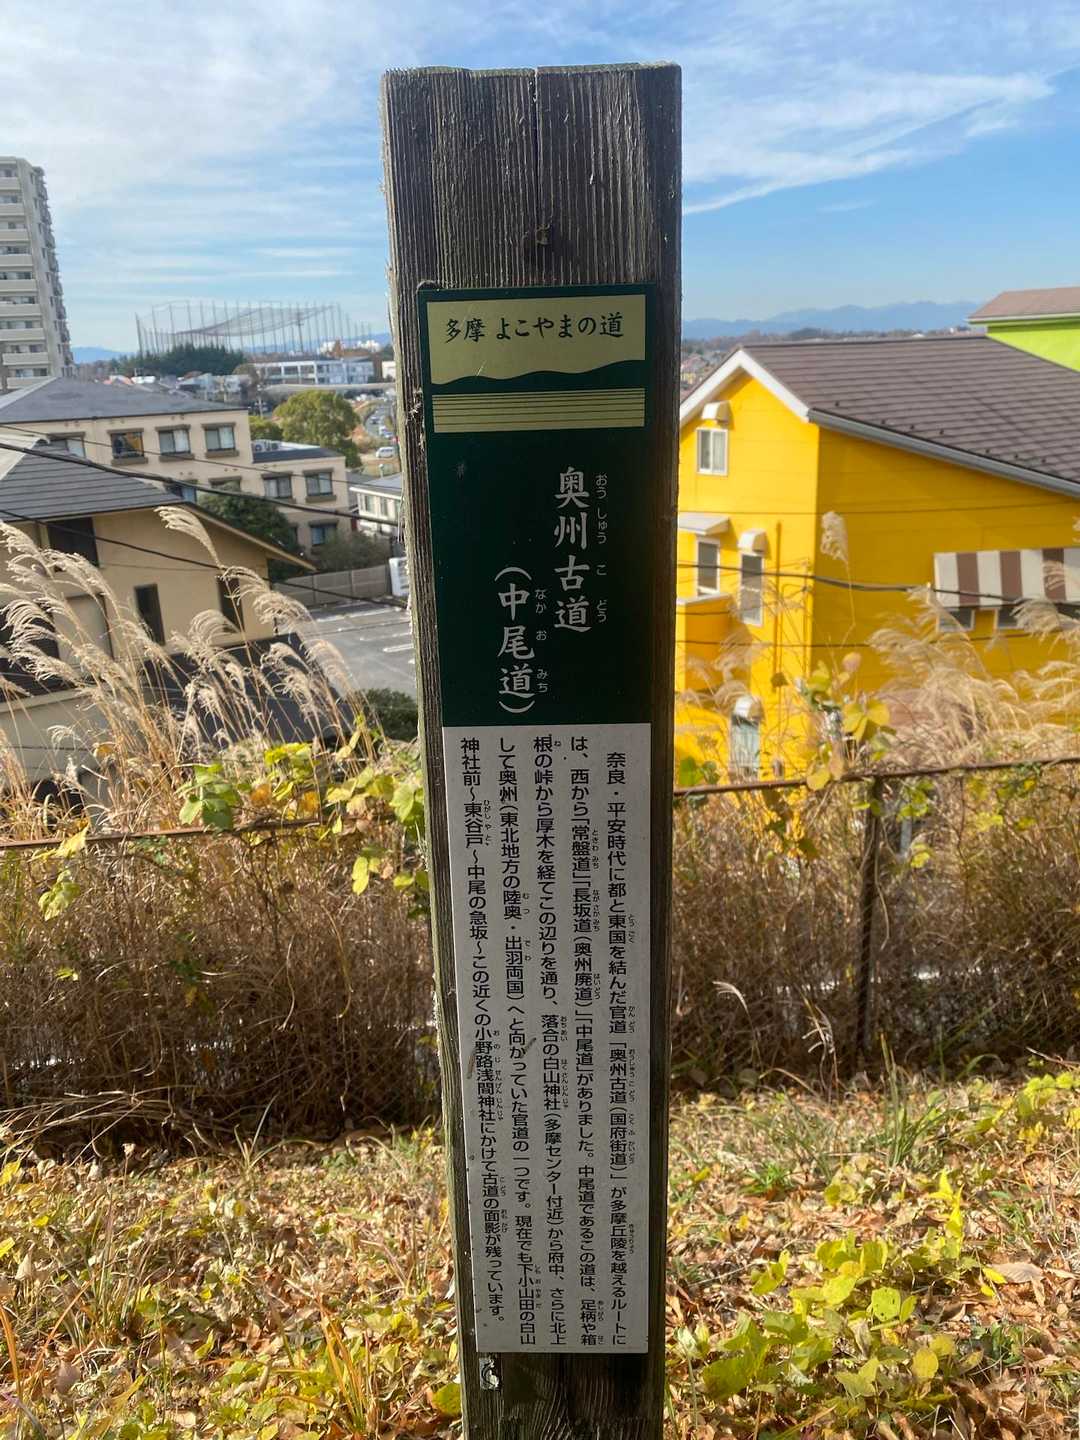 多摩 よこやまの道
奥州古道
(中尾道)
奈良・平安時代に都と東国を結んだ官道「奥州古道(国府街道)」が多摩丘陵を越えるルートに
は、西から「常盤道」「長坂道(奥州廃道)」「中尾道」がありました。中尾道であるこの道は、足柄や箱
根の峠から厚木を経てこの辺りを通り、落合の白山神社(多摩センター付近)から府中、さらに北上
して奥州(東北地方の陸奥・出羽両国)へと向かっていた官道の一つです。現在でも下小山田の白山
神社前〜東谷戸〜中尾の急坂〜この近くの小野路浅間神社にかけて古道の面影が残っています。